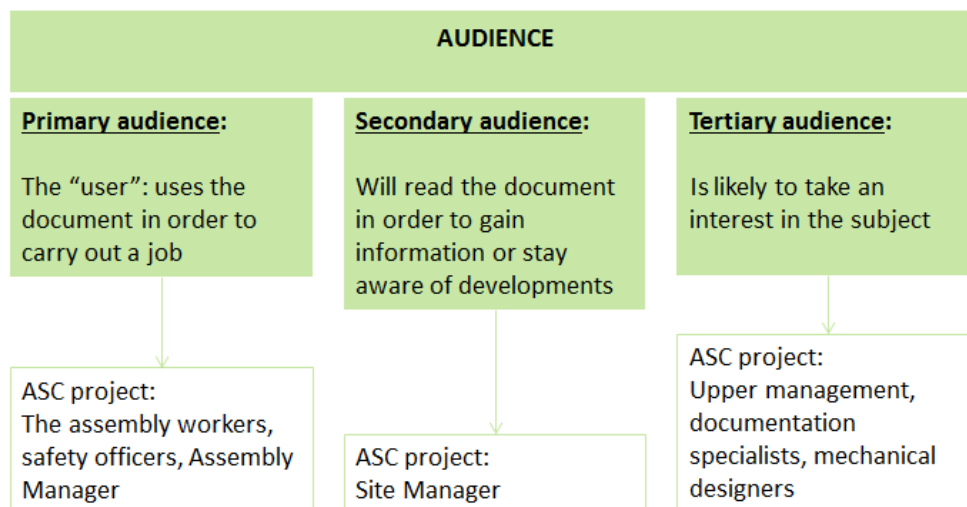 AUDIENCE
Primary audience:
The “user”: uses the
document in order to
carry out a job
Secondary audience:
Will read the document
in order to gain
information or stay
aware of developments
Tertiary audience:
Is likely to take an
interest in the subject
ASC project:
The assembly workers,
safety officers, Assembly
Manager
ASC project:
Site Manager
ASC project:
Upper management,
documentation
specialists, mechanical
designers